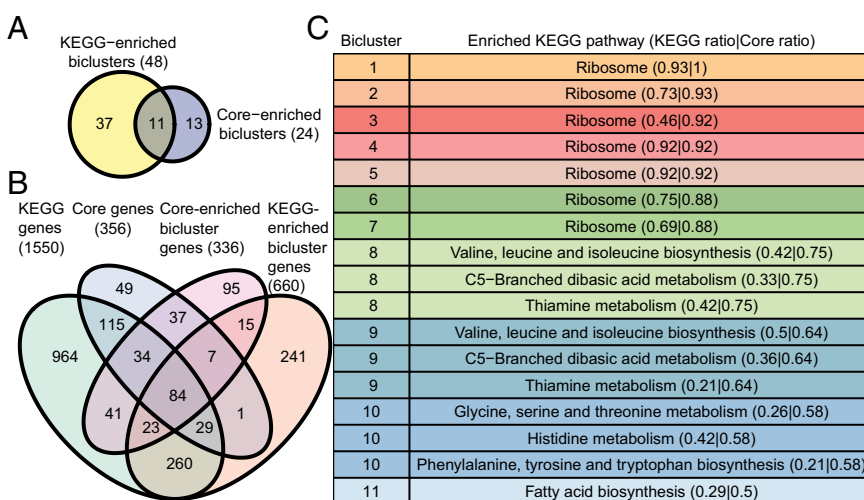 A
KEGG−enriched
biclusters (48)
37
11
13
Core−enriched
biclusters (24)
B
KEGG
genes
(1550)
Core genes
(356)
Core-enriched
bicluster
genes (336)
KEGG-
enriched
bicluster
genes
(660)
49
95
115
37
15
964
34
7
241
84
41
23
29
1
260
C
Bicluster Enriched KEGG pathway (KEGG ratio|Core ratio)
1 Ribosome (0.93|1)
2 Ribosome (0.73|0.93)
3 Ribosome (0.46|0.92)
4 Ribosome (0.92|0.92)
5 Ribosome (0.92|0.92)
6 Ribosome (0.75|0.88)
7 Ribosome (0.69|0.88)
8 Valine, leucine and isoleucine biosynthesis (0.42|0.75)
8 C5−Branched dibasic acid metabolism (0.33|0.75)
8 Thiamine metabolism (0.42|0.75)
9 Valine, leucine and isoleucine biosynthesis (0.5|0.64)
9 C5−Branched dibasic acid metabolism (0.36|0.64)
9 Thiamine metabolism (0.21|0.64)
10 Glycine, serine and threonine metabolism (0.26|0.58)
10 Histidine metabolism (0.42|0.58)
10 Phenylalanine, tyrosine and tryptophan biosynthesis (0.21|0.58)
11 Fatty acid biosynthesis (0.29|0.5)